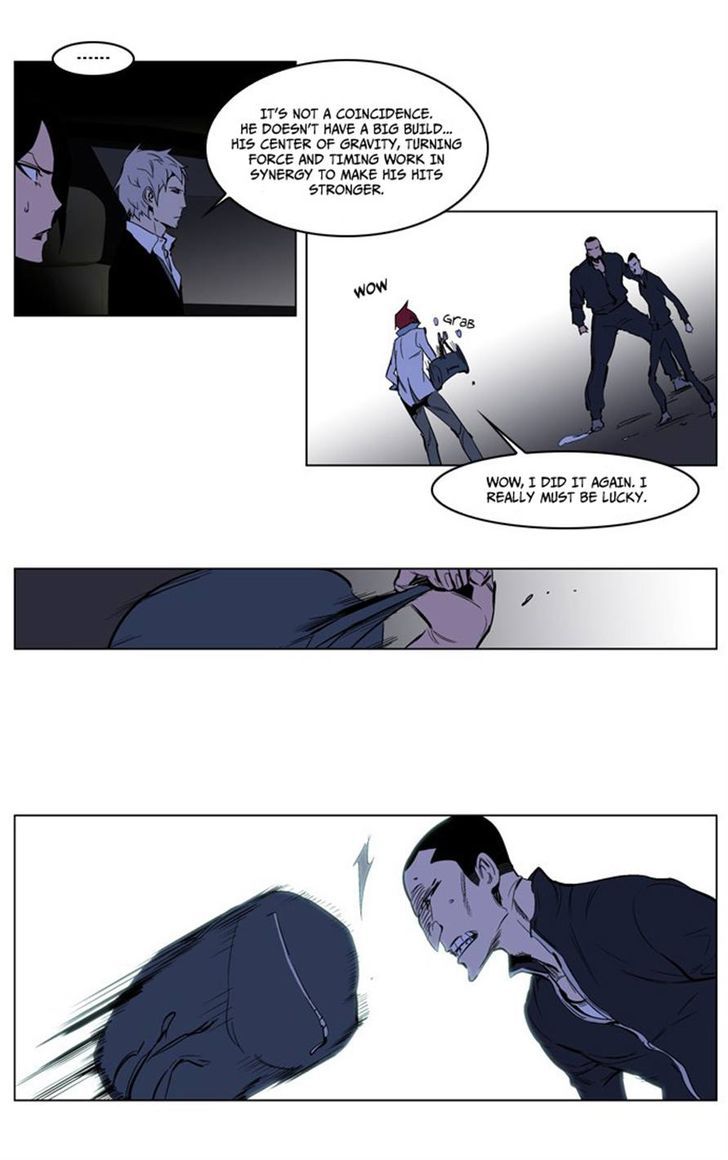 ......
IT'S NOT A COINCIDENCE.
HE DOESN'T HAVE A BIG BUILD...
HIS CENTER OF GRAVITY, TURNING
FORCE AND TIMING WORK IN
SYNERGY TO MAKE HIS HITS
STRONGER.
WOW
GRAB
WOW, I DID IT AGAIN. I
REALLY MUST BE LUCKY.